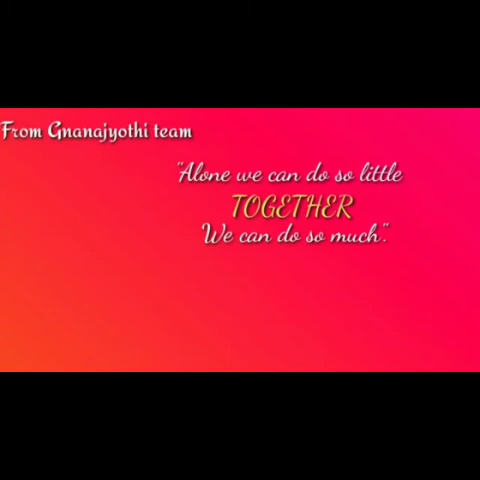 From Gnanajyothi team
"Alone we can do so little
TOGETHER
We can do so much".